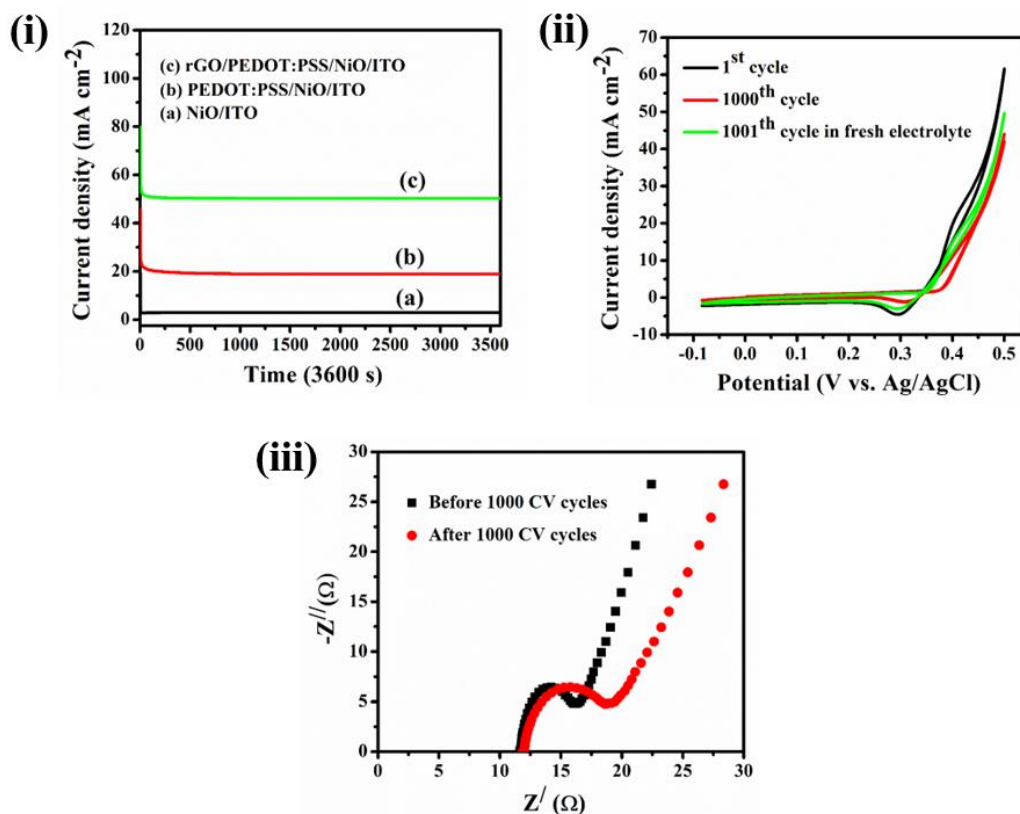 (i)
120
100
80
60
40
20
0
Current density (mA cm⁻²)
(c) rGO/PEDOT:PSS/NiO/ITO
(b) PEDOT:PSS/NiO/ITO
(a) NiO/ITO
(c)
(b)
(a)
0 500 1000 1500 2000 2500 3000 3500
Time (3600 s)
(ii)
70
60
50
40
30
20
10
0
-10
Current density (mA cm⁻²)
1ˢᵗ cycle
1000ᵗʰ cycle
1001ᵗʰ cycle in fresh electrolyte
-0.1 0.0 0.1 0.2 0.3 0.4 0.5
Potential (V vs. Ag/AgCl)
(iii)
30
25
20
15
10
5
0
-Z//(Ω)
Before 1000 CV cycles
After 1000 CV cycles
0 5 10 15 20 25 30
Z/ (Ω)